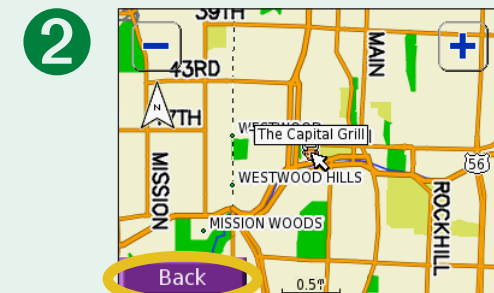 2
39TH
MAIN
43RD
N
7TH
WESTWOOD
The Capital Grill
56
MISSION
WESTWOOD HILLS
ROCKHILL
MISSION WOODS
Back
0.5